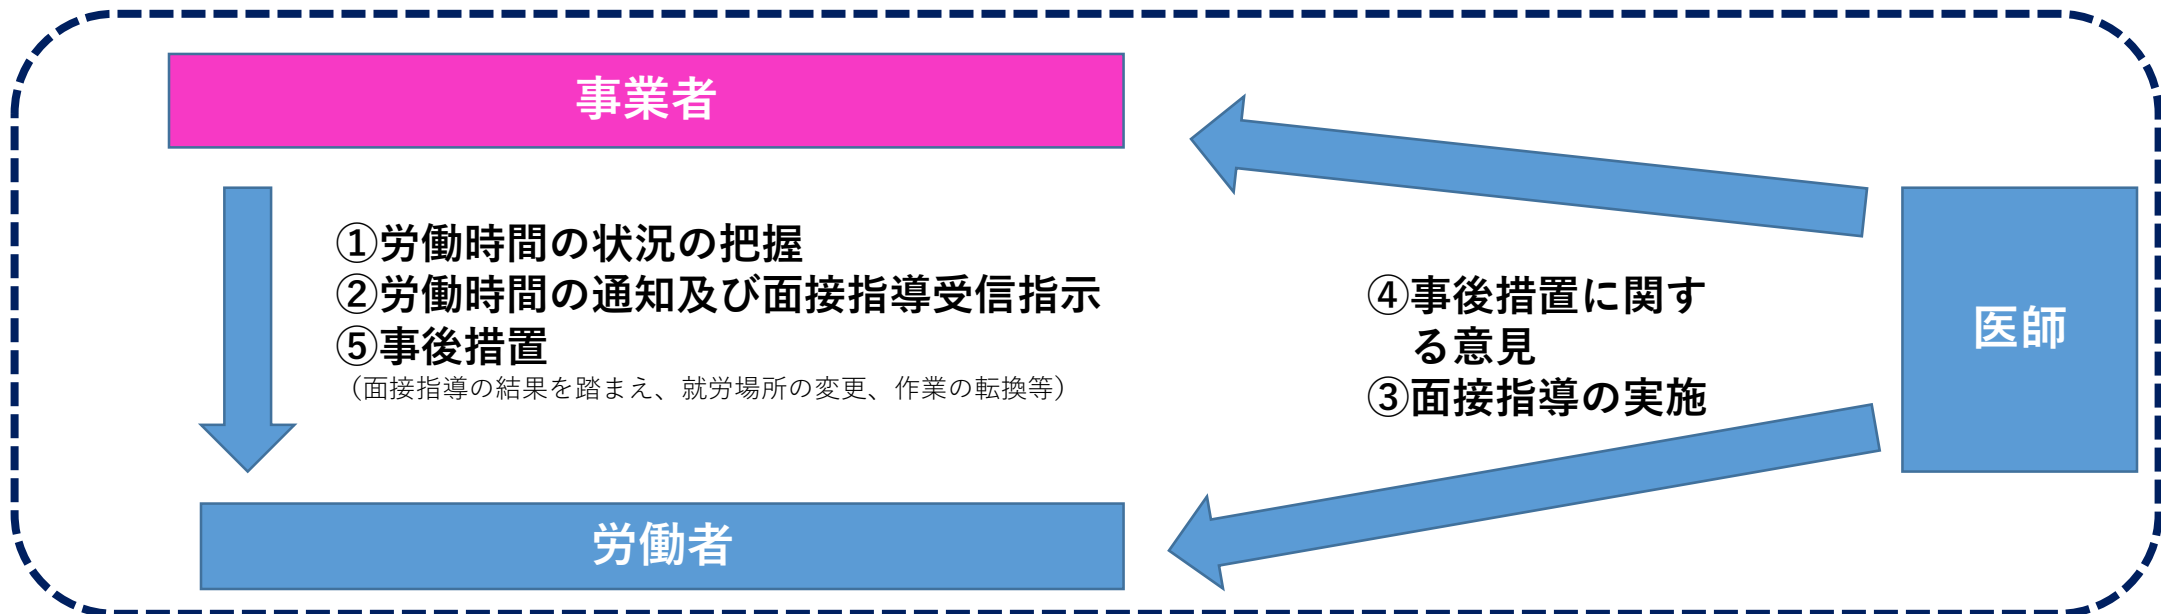 事業者
①労働時間の状況の把握
②労働時間の通知及び面接指導受信指示
⑤事後措置
（面接指導の結果を踏まえ、就労場所の変更、作業の転換等）
④事後措置に関す
る意見
③面接指導の実施
医師
労働者